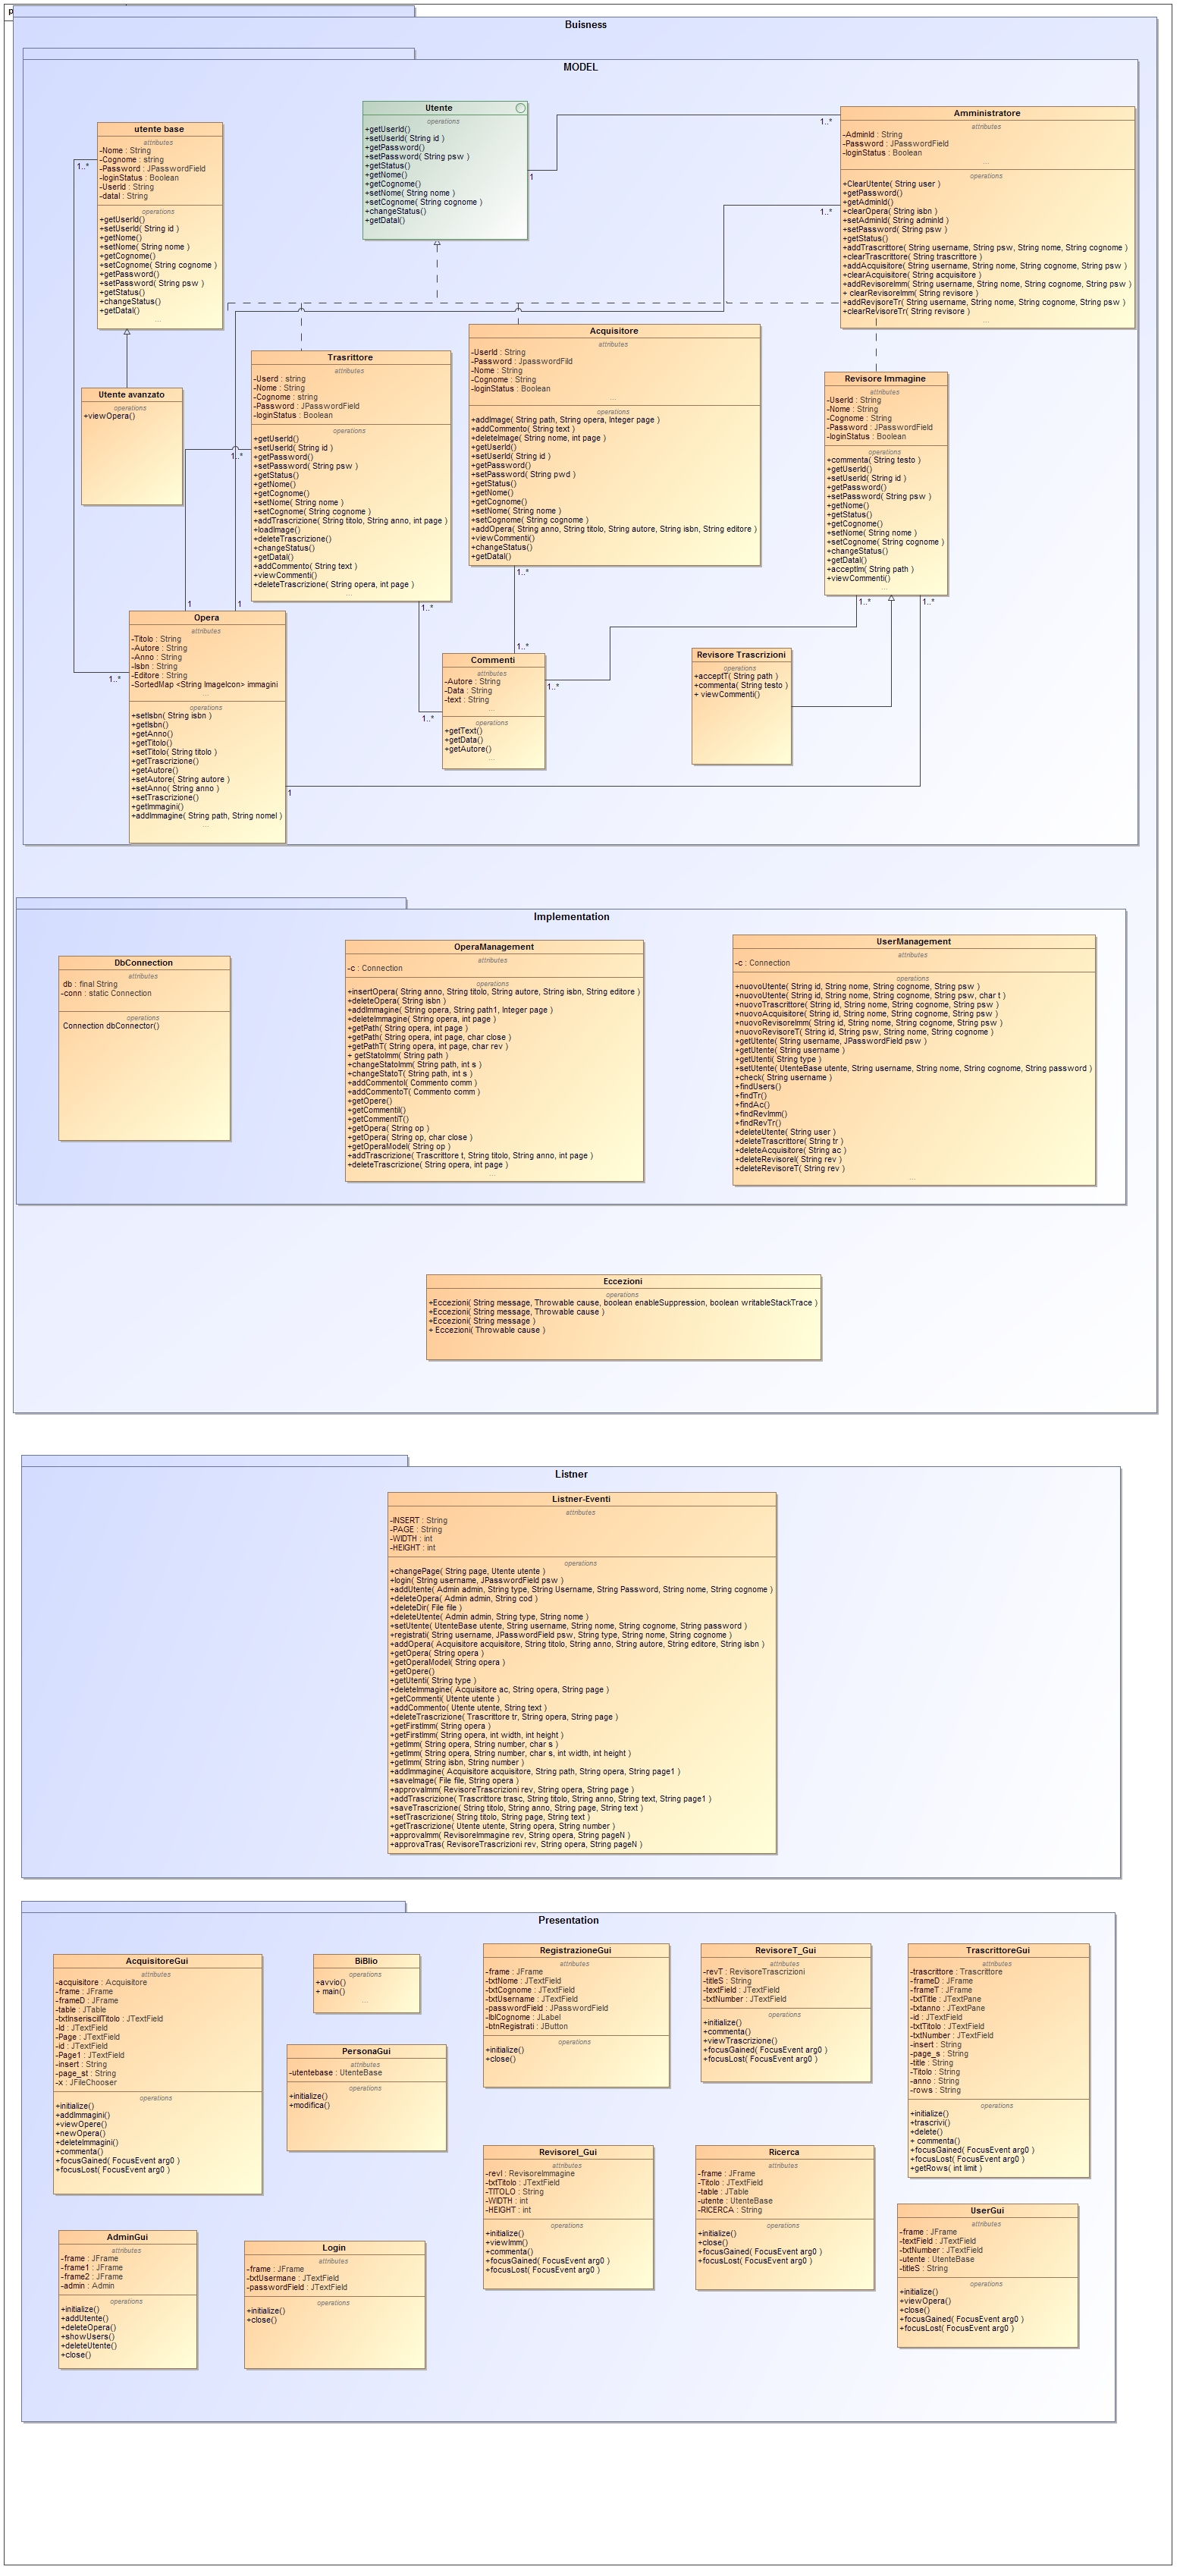 p
Buisness
MODEL
utente base
attributes
-Nome : String
-Cognome : string
-Password : JPasswordField
-loginStatus : Boolean
-UserId : String
-dataI : String
operations
+getUserId()
+setUserId( String id )
+getNome()
+setNome( String nome )
+getCognome()
+setCognome( String cognome )
+getPassword()
+setPassword( String psw )
+getStatus()
+changeStatus()
+getDataI()
...
Utente
operations
+getUserId()
+setUserId( String id )
+getPassword()
+setPassword( String psw )
+getStatus()
+getNome()
+getCognome()
+setNome( String nome )
+setCognome( String cognome )
+changeStatus()
+getDataI()
Amministratore
attributes
-AdminId : String
-Password : JPasswordField
-loginStatus : Boolean
...
operations
+ClearUtente( String user )
+getPassword()
+getAdminId()
+clearOpera( String isbn )
+setAdminId( String adminId )
+setPassword( String psw )
+getStatus()
+addTrascrittore( String username, String psw, String nome, String cognome )
+clearTrascrittore( String trascrittore )
+addAcquisitore( String username, String nome, String cognome, String psw )
+clearAcquisitore( String acquisitore )
+addRevisoreImm( String username, String nome, String cognome, String psw )
+ clearRevisoreImm( String revisore )
+addRevisoreTr( String username, String nome, String cognome, String psw )
+clearRevisoreTr( String revisore )
...
1..*
1
1..*
1..*
Utente avanzato
operations
+viewOpera()
Trasrittore
attributes
-Userd : string
-Nome : String
-Cognome : string
-Password : JPasswordField
-loginStatus : Boolean
operations
+getUserId()
+setUserId( String id )
+getPassword()
+setPassword( String psw )
+getStatus()
+getNome()
+getCognome()
+setNome( String nome )
+setCognome( String cognome )
+addTrascrizione( String titolo, String anno, int page )
+loadImage()
+deleteTrascrizione()
+changeStatus()
+getDataI()
+addCommento( String text )
+viewCommenti()
+deleteTrascrizione( String opera, int page )
...
Acquisitore
attributes
-UserId : String
-Password : JpasswordFild
-Nome : String
-Cognome : String
-loginStatus : Boolean
...
operations
+addImage( String path, String opera, Integer page )
+addCommento( String text )
+deleteImage( String nome, int page )
+getUserId()
+setUserId( String id )
+getPassword()
+setPassword( String pwd )
+getStatus()
+getNome()
+getCognome()
+setNome( String nome )
+setCognome( String cognome )
+addOpera( String anno, String titolo, String autore, String isbn, String editore )
+viewCommenti()
+changeStatus()
+getDataI()
Revisore Immagine
attributes
-UserId : String
-Nome : String
-Cognome : String
-Password : JPasswordField
-loginStatus : Boolean
operations
+commenta( String testo )
+getUserId()
+setUserId( String id )
+getPassword()
+setPassword( String psw )
+getNome()
+getStatus()
+getCognome()
+setNome( String nome )
+setCognome( String cognome )
+changeStatus()
+getDataI()
+acceptIm( String path )
+viewCommenti()
...
1..*
1
1
1..*
1..*
1..*
1..*
Opera
attributes
-Titolo : String
-Autore : String
-Anno : String
-Isbn : String
-Editore : String
-SortedMap <String ImageIcon> immagini
...
operations
+setIsbn( String isbn )
+getIsbn()
+getAnno()
+getTitolo()
+setTitolo( String titolo )
+getTrascrizione()
+getAutore()
+setAutore( String autore )
+setAnno( String anno )
+setTrascrizione()
+getImmagini()
+addImmagine( String path, String nomeI )
...
1..*
1
Commenti
attributes
-Autore : String
-Data : String
-text : String
...
operations
+getText()
+getData()
+getAutore()
...
1..*
1..*
1..*
Revisore Trascrizioni
operations
+acceptT( String path )
+commenta( String testo )
+ viewCommenti()
Implementation
DbConnection
attributes
db : final String
-conn : static Connection
operations
Connection dbConnector()
OperaManagement
attributes
-c : Connection
operations
+insertOpera( String anno, String titolo, String autore, String isbn, String editore )
+deleteOpera( String isbn )
+addImmagine( String opera, String path1, Integer page )
+deleteImmagine( String opera, int page )
+getPath( String opera, int page )
+getPath( String opera, int page, char close )
+getPathT( String opera, int page, char rev )
+ getStatoImm( String path )
+changeStatoImm( String path, int s )
+changeStatoT( String path, int s )
+addCommentoI( Commento comm )
+addCommentoT( Commento comm )
+getOpere()
+getCommentiI()
+getCommentiT()
+getOpera( String op )
+getOpera( String op, char close )
+getOperaModel( String op )
+addTrascrizione( Trascrittore t, String titolo, String anno, int page )
+deleteTrascrizione( String opera, int page )
...
UserManagement
attributes
-c : Connection
operations
+nuovoUtente( String id, String nome, String cognome, String psw )
+nuovoUtente( String id, String nome, String cognome, String psw, char t )
+nuovoTrascrittore( String id, String nome, String cognome, String psw )
+nuovoAcquisitore( String id, String nome, String cognome, String psw )
+nuovoRevisoreImm( String id, String nome, String cognome, String psw )
+nuovoRevisoreT( String id, String psw, String nome, String cognome )
+getUtente( String username, JPasswordField psw )
+getUtente( String username )
+getUtenti( String type )
+setUtente( UtenteBase utente, String username, String nome, String cognome, String password )
+check( String username )
+findUsers()
+findTr()
+findAc()
+findRevImm()
+findRevTr()
+deleteUtente( String user )
+deleteTrascrittore( String tr )
+deleteAcquisitore( String ac )
+deleteRevisoreI( String rev )
+deleteRevisoreT( String rev )
...
Eccezioni
operations
+Eccezioni( String message, Throwable cause, boolean enableSuppression, boolean writableStackTrace )
+Eccezioni( String message, Throwable cause )
+Eccezioni( String message )
+ Eccezioni( Throwable cause )
Listner
Listner-Eventi
attributes
-INSERT : String
-PAGE : String
-WIDTH : int
-HEIGHT : int
operations
+changePage( String page, Utente utente )
+login( String username, JPasswordField psw )
+addUtente( Admin admin, String type, String Username, String Password, String nome, String cognome )
+deleteOpera( Admin admin, String cod )
+deleteDir( File file )
+deleteUtente( Admin admin, String type, String nome )
+setUtente( UtenteBase utente, String username, String nome, String cognome, String password )
+registrati( String username, JPasswordField psw, String type, String nome, String cognome )
+addOpera( Acquisitore acquisitore, String titolo, String anno, String autore, String editore, String isbn )
+getOpera( String opera )
+getOperaModel( String opera )
+getOpere()
+getUtenti( String type )
+deleteImmagine( Acquisitore ac, String opera, String page )
+getCommenti( Utente utente )
+addCommento( Utente utente, String text )
+deleteTrascrizione( Trascrittore tr, String opera, String page )
+getFirstImm( String opera )
+getFirstImm( String opera, int width, int height )
+getImm( String opera, String number, char s )
+getImm( String opera, String number, char s, int width, int height )
+getImm( String isbn, String number )
+addImmagine( Acquisitore acquisitore, String path, String opera, String page1 )
+saveImage( File file, String opera )
+approvaImm( RevisoreTrascrizioni rev, String opera, String page )
+addTrascrizione( Trascrittore trasc, String titolo, String anno, String text, String page1 )
+saveTrascrizione( String titolo, String anno, String page, String text )
+setTrascrizione( String titolo, String page, String text )
+getTrascrizione( Utente utente, String opera, String number )
+approvaImm( RevisoreImmagine rev, String opera, String pageN )
+approvaTras( RevisoreTrascrizioni rev, String opera, String pageN )
Presentation
AcquisitoreGui
attributes
-acquisitore : Acquisitore
-frame : JFrame
-frameD : JFrame
-table : JTable
-txtInserisciIlTitolo : JTextField
-Id : JTextField
-Page : JTextField
-id : JTextField
-Page1 : JTextField
-insert : String
-page_st : String
-x : JFileChooser
operations
+initialize()
+addImmagini()
+viewOpere()
+newOpera()
+deleteImmagini()
+commenta()
+focusGained( FocusEvent arg0 )
+focusLost( FocusEvent arg0 )
BiBlio
operations
+avvio()
+ main()
...
PersonaGui
attributes
-utentebase : UtenteBase
operations
+initialize()
+modifica()
RegistrazioneGui
attributes
-frame : JFrame
-txtNome : JTextField
-txtCognome : JTextField
-txtUsername : JTextField
-passwordField : JPasswordField
-lblCognome : JLabel
-btnRegistrati : JButton
operations
+initialize()
+close()
RevisoreT_Gui
attributes
-revT : RevisoreTrascrizioni
-titleS : String
-textField : JTextField
-txtNumber : JTextField
operations
+initialize()
+commenta()
+viewTrascrizione()
+focusGained( FocusEvent arg0 )
+focusLost( FocusEvent arg0 )
TrascrittoreGui
attributes
-trascrittore : Trascrittore
-frameD : JFrame
-frameT : JFrame
-txtTitle : JTextPane
-txtanno : JTextPane
-id : JTextField
-txtTitolo : JTextField
-txtNumber : JTextField
-insert : String
-page_s : String
-title : String
-Titolo : String
-anno : String
-rows : String
operations
+initialize()
+trascrivi()
+delete()
+ commenta()
+focusGained( FocusEvent arg0 )
+focusLost( FocusEvent arg0 )
+getRows( int limit )
RevisoreI_Gui
attributes
-revI : RevisoreImmagine
-txtTitolo : JTextField
-TITOLO : String
-WIDTH : int
-HEIGHT : int
operations
+initialize()
+viewImm()
+commenta()
+focusGained( FocusEvent arg0 )
+focusLost( FocusEvent arg0 )
Ricerca
attributes
-frame : JFrame
-Titolo : JTextField
-table : JTable
-utente : UtenteBase
-RICERCA : String
operations
+initialize()
+close()
+focusGained( FocusEvent arg0 )
+focusLost( FocusEvent arg0 )
UserGui
attributes
-frame : JFrame
-textField : JTextField
-txtNumber : JTextField
-utente : UtenteBase
-titleS : String
operations
+initialize()
+viewOpera()
+close()
+focusGained( FocusEvent arg0 )
+focusLost( FocusEvent arg0 )
AdminGui
attributes
-frame : JFrame
-frame1 : JFrame
-frame2 : JFrame
-admin : Admin
operations
+initialize()
+addUtente()
+deleteOpera()
+showUsers()
+deleteUtente()
+close()
Login
attributes
-frame : JFrame
-txtUsermane : JTextField
-passwordField : JTextField
operations
+initialize()
+close()